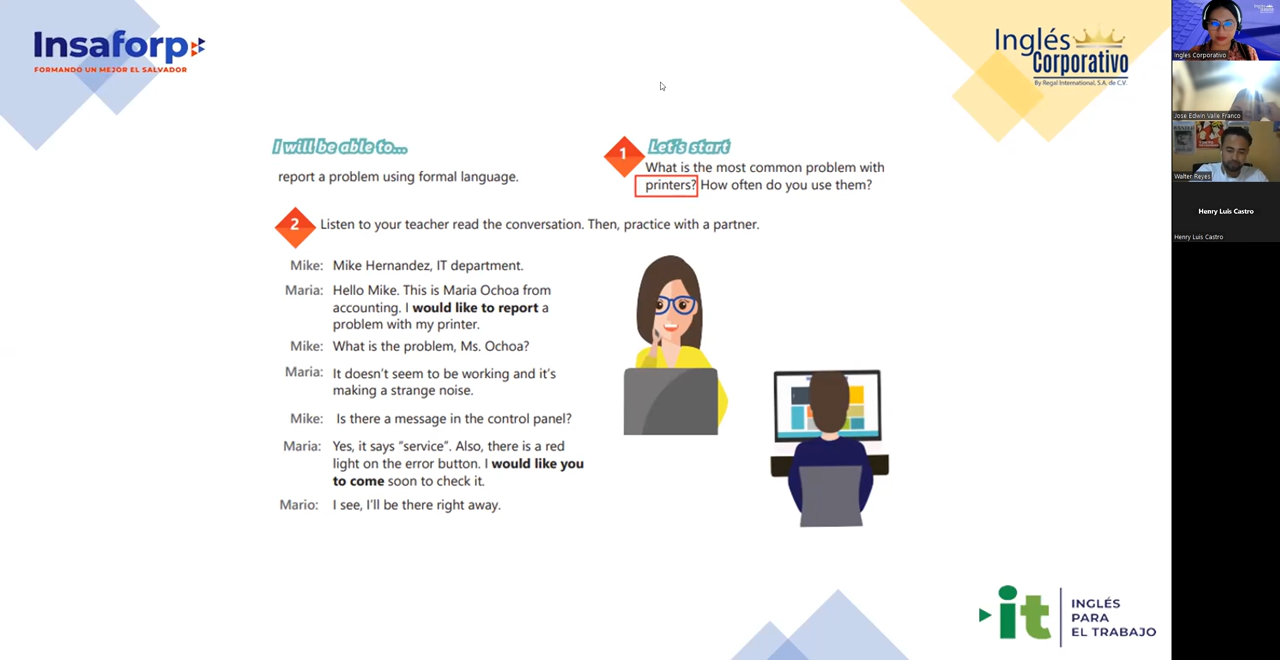 Insaforp
FORMANDO UN MEJOR EL SALVADOR
Inglés
Corporativo
By Regal International, S.A. de C.V.
I will be able to...
report a problem using formal language.
1
Let's start
What is the most common problem with
printers? How often do you use them?
2
Listen to your teacher read the conversation. Then, practice with a partner.
Mike: Mike Hernandez, IT department.
Maria: Hello Mike. This is Maria Ochoa from
accounting. I would like to report a
problem with my printer.
Mike: What is the problem, Ms. Ochoa?
Maria: It doesn't seem to be working and it's
making a strange noise.
Mike: Is there a message in the control panel?
Maria: Yes, it says "service". Also, there is a red
light on the error button. I would like you
to come soon to check it.
Mario: I see, I'll be there right away.
it
INGLÉS
PARA
EL TRABAJO
Ingles Corporativo
Jose Edwin Valle Franco
Walter Reyes
Henry Luis Castro
Henry Luis Castro